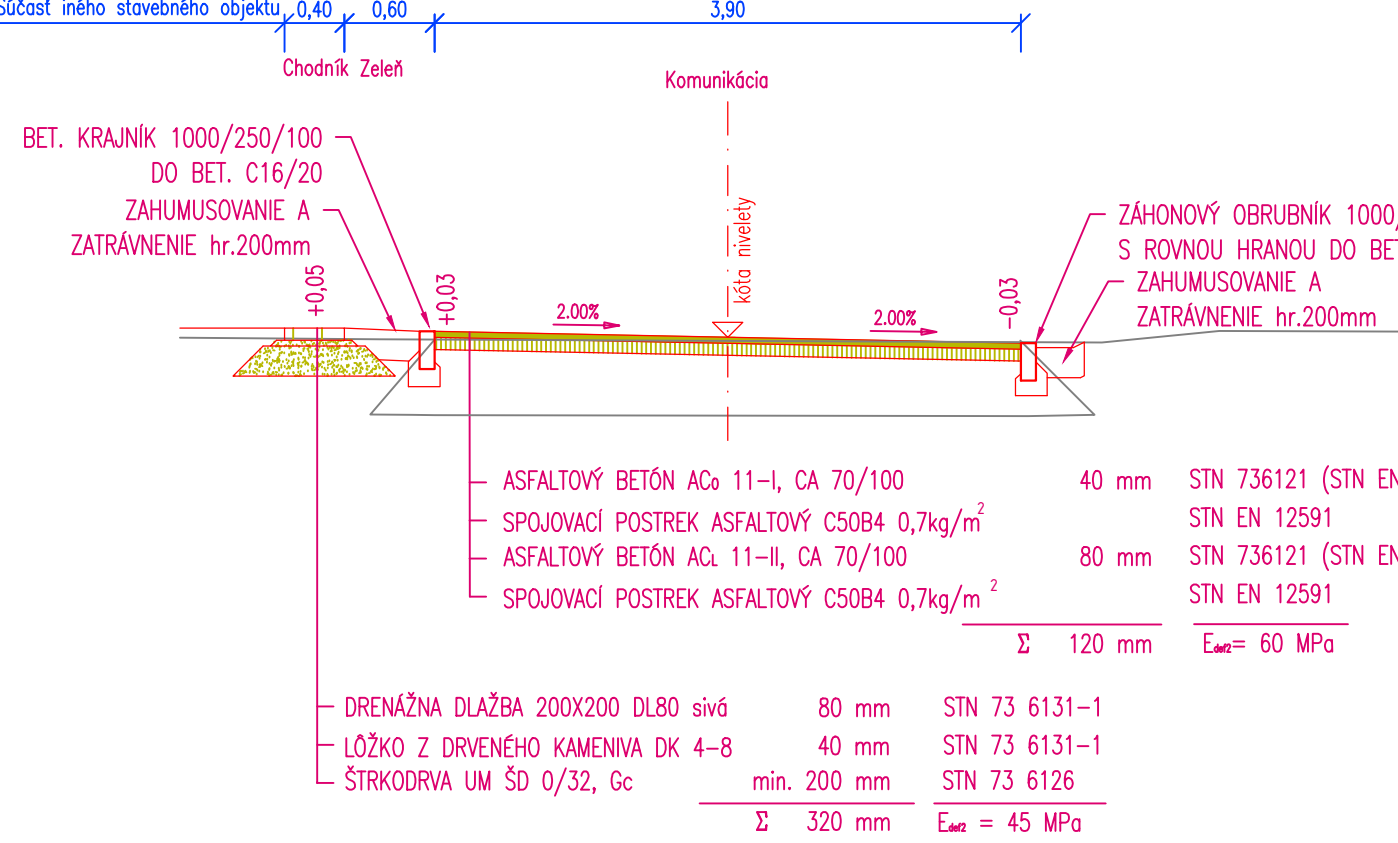 Súčasť iného stavebného objektu 0,40 0,60 3,90
Chodník Zeleň
Komunikácia
BET. KRAJNÍK 1000/250/100
DO BET. C16/20
ZAHUMUSOVANIE A
ZATRÁVNENIE hr.200mm
+0,05
+0,03
2.00%
kóta nivelety
2.00%
-0,03
ZÁHONOVÝ OBRUBNÍK 1000/
S ROVNOU HRANOU DO BET
ZAHUMUSOVANIE A
ZATRÁVNENIE hr.200mm
ASFALTOVÝ BETÓN ACo 11-I, CA 70/100 40 mm STN 736121 (STN EN
SPOJOVACÍ POSTREK ASFALTOVÝ C50B4 0,7kg/m² STN EN 12591
ASFALTOVÝ BETÓN ACL 11-II, CA 70/100 80 mm STN 736121 (STN EN
SPOJOVACÍ POSTREK ASFALTOVÝ C50B4 0,7kg/m ² STN EN 12591
Σ 120 mm Edef2= 60 MPa
DRENÁŽNA DLAŽBA 200X200 DL80 sivá 80 mm STN 73 6131-1
LÔŽKO Z DRVENÉHO KAMENIVA DK 4-8 40 mm STN 73 6131-1
ŠTRKODRVA UM ŠD 0/32, Gc min. 200 mm STN 73 6126
Σ 320 mm Edef2 = 45 MPa